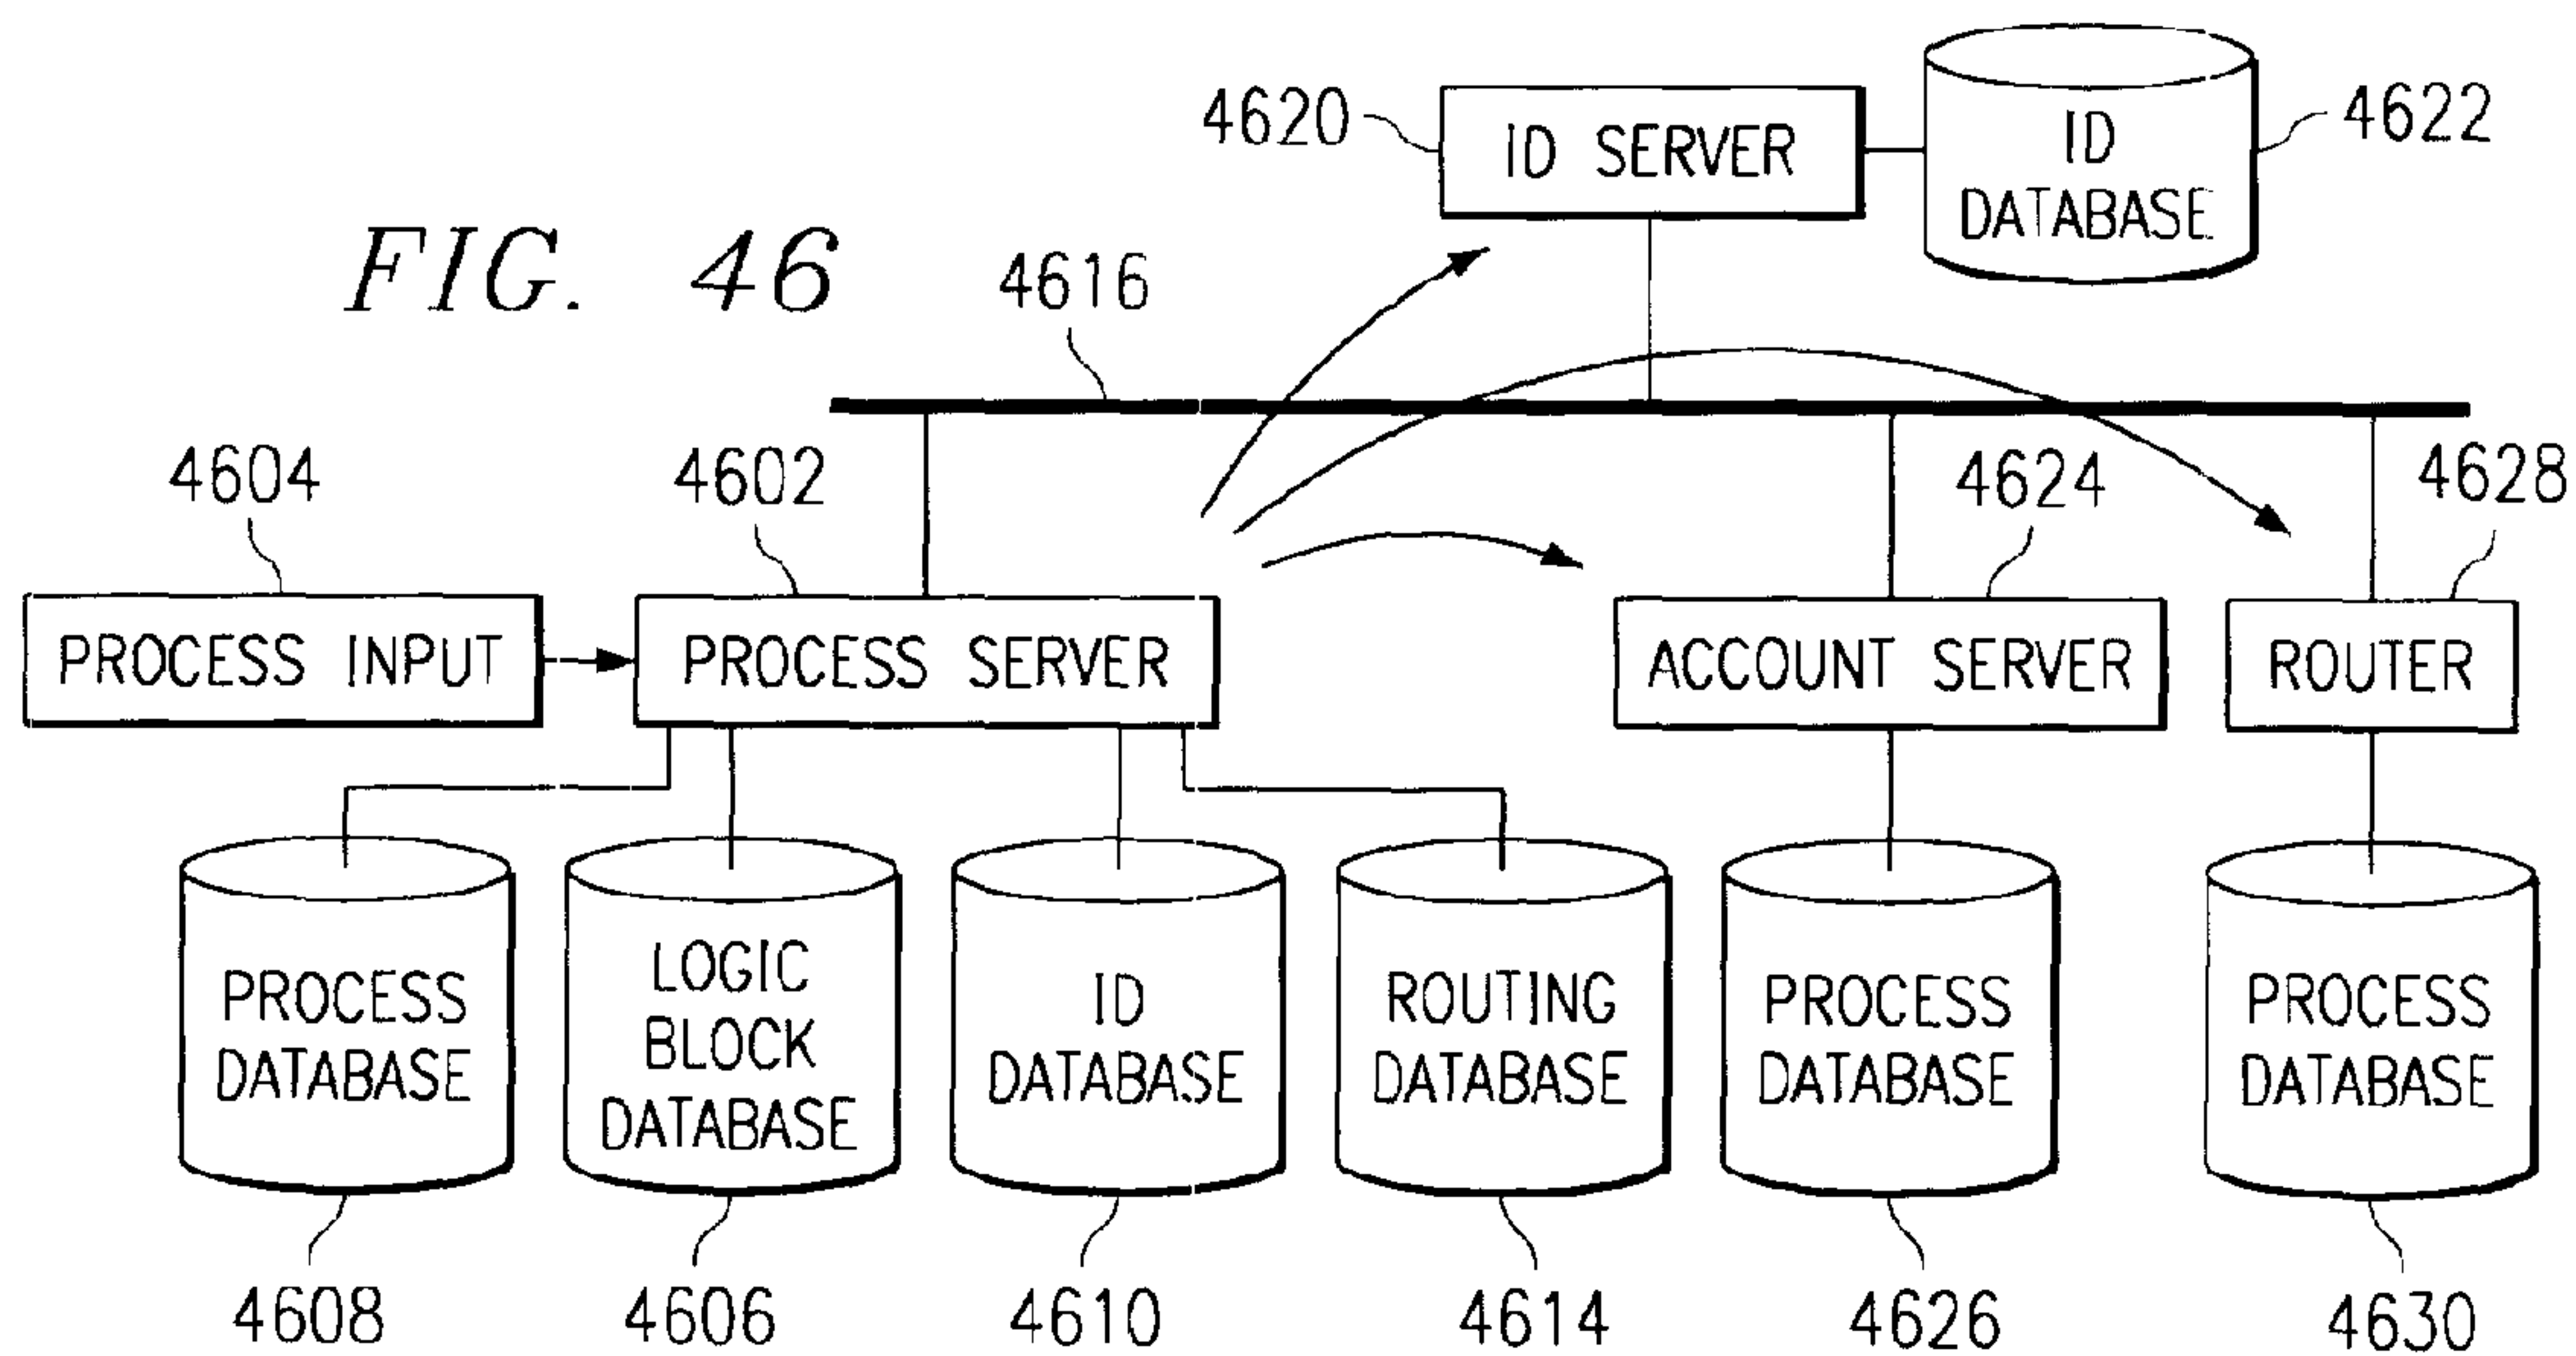 4620
ID SERVER
ID
DATABASE
4622
FIG. 46
4616
4604
4602
4624
4628
PROCESS INPUT
PROCESS SERVER
ACCOUNT SERVER
ROUTER
PROCESS
DATABASE
LOGIC
BLOCK
DATABASE
ID
DATABASE
ROUTING
DATABASE
PROCESS
DATABASE
PROCESS
DATABASE
4608
4606
4610
4614
4626
4630